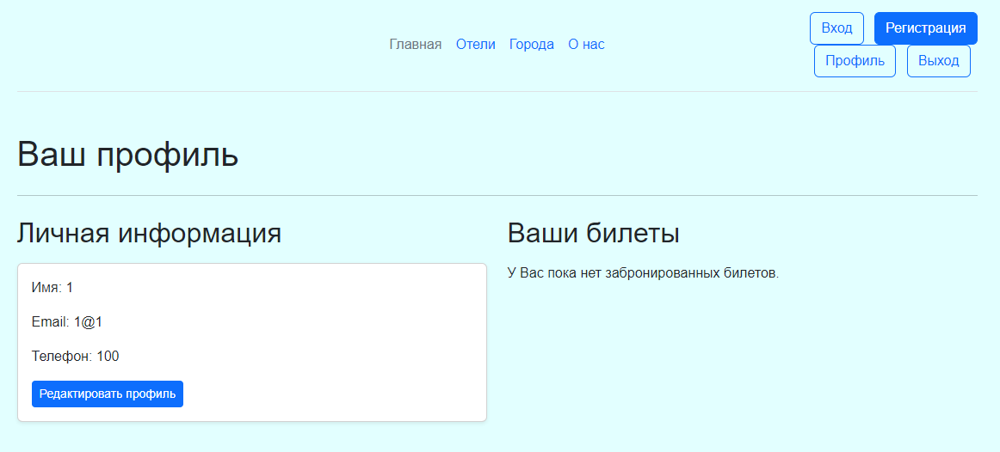 Главная Отели Города О нас
Вход Регистрация
Профиль Выход
Ваш профиль
Личная информация
Имя: 1
Email: 1@1
Телефон: 100
Редактировать профиль
Ваши билеты
У Вас пока нет забронированных билетов.